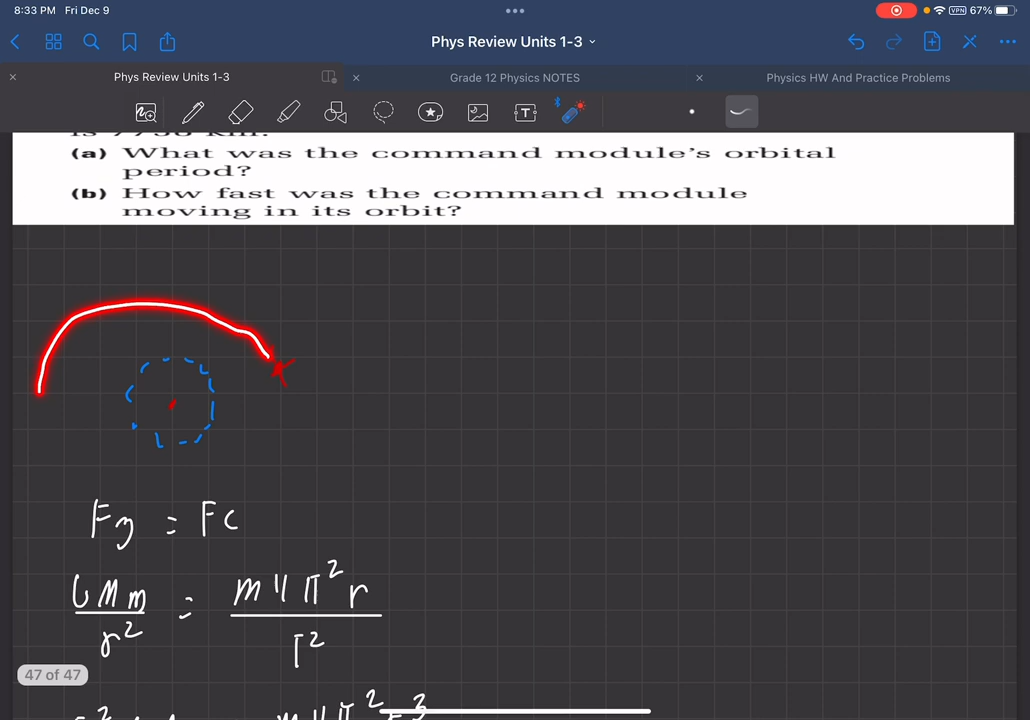 8:33 PM Fri Dec 9
VPN 67%
Phys Review Units 1-3
Phys Review Units 1-3
Grade 12 Physics NOTES
Physics HW And Practice Problems
(a) What was the command module's orbital
period?
(b) How fast was the command module
moving in its orbit?
Fg = Fc
GMm = m4π²r
r² T²
47 of 47